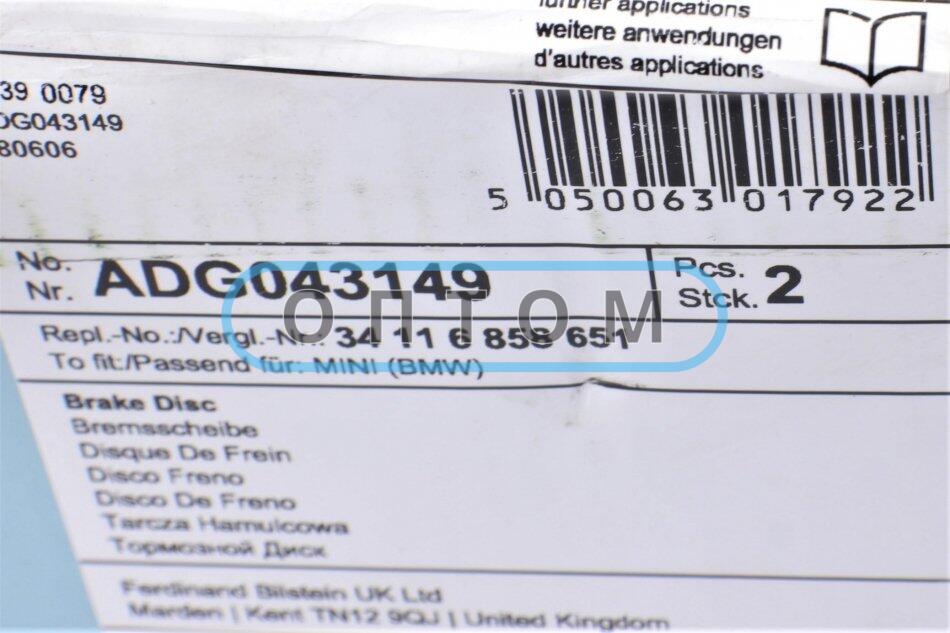 further applications
weitere anwendungen
d'autres applications
39 0079
DG043149
80606
5 050063 017922
No.
Nr. ADG043149
Pcs.
Stck. 2
ОПТОМ
Repl.-No.:/Vergl.-Nr.: 34 11 6 858 651
To fit:/Passend für: MINI (BMW)
Brake Disc
Bremsscheibe
Disque De Frein
Disco Freno
Disco De Freno
Tarcza Hamulcowa
Тормозной Диск
Ferdinand Bilstein UK Ltd
Marden | Kent TN12 9QJ | United Kingdom